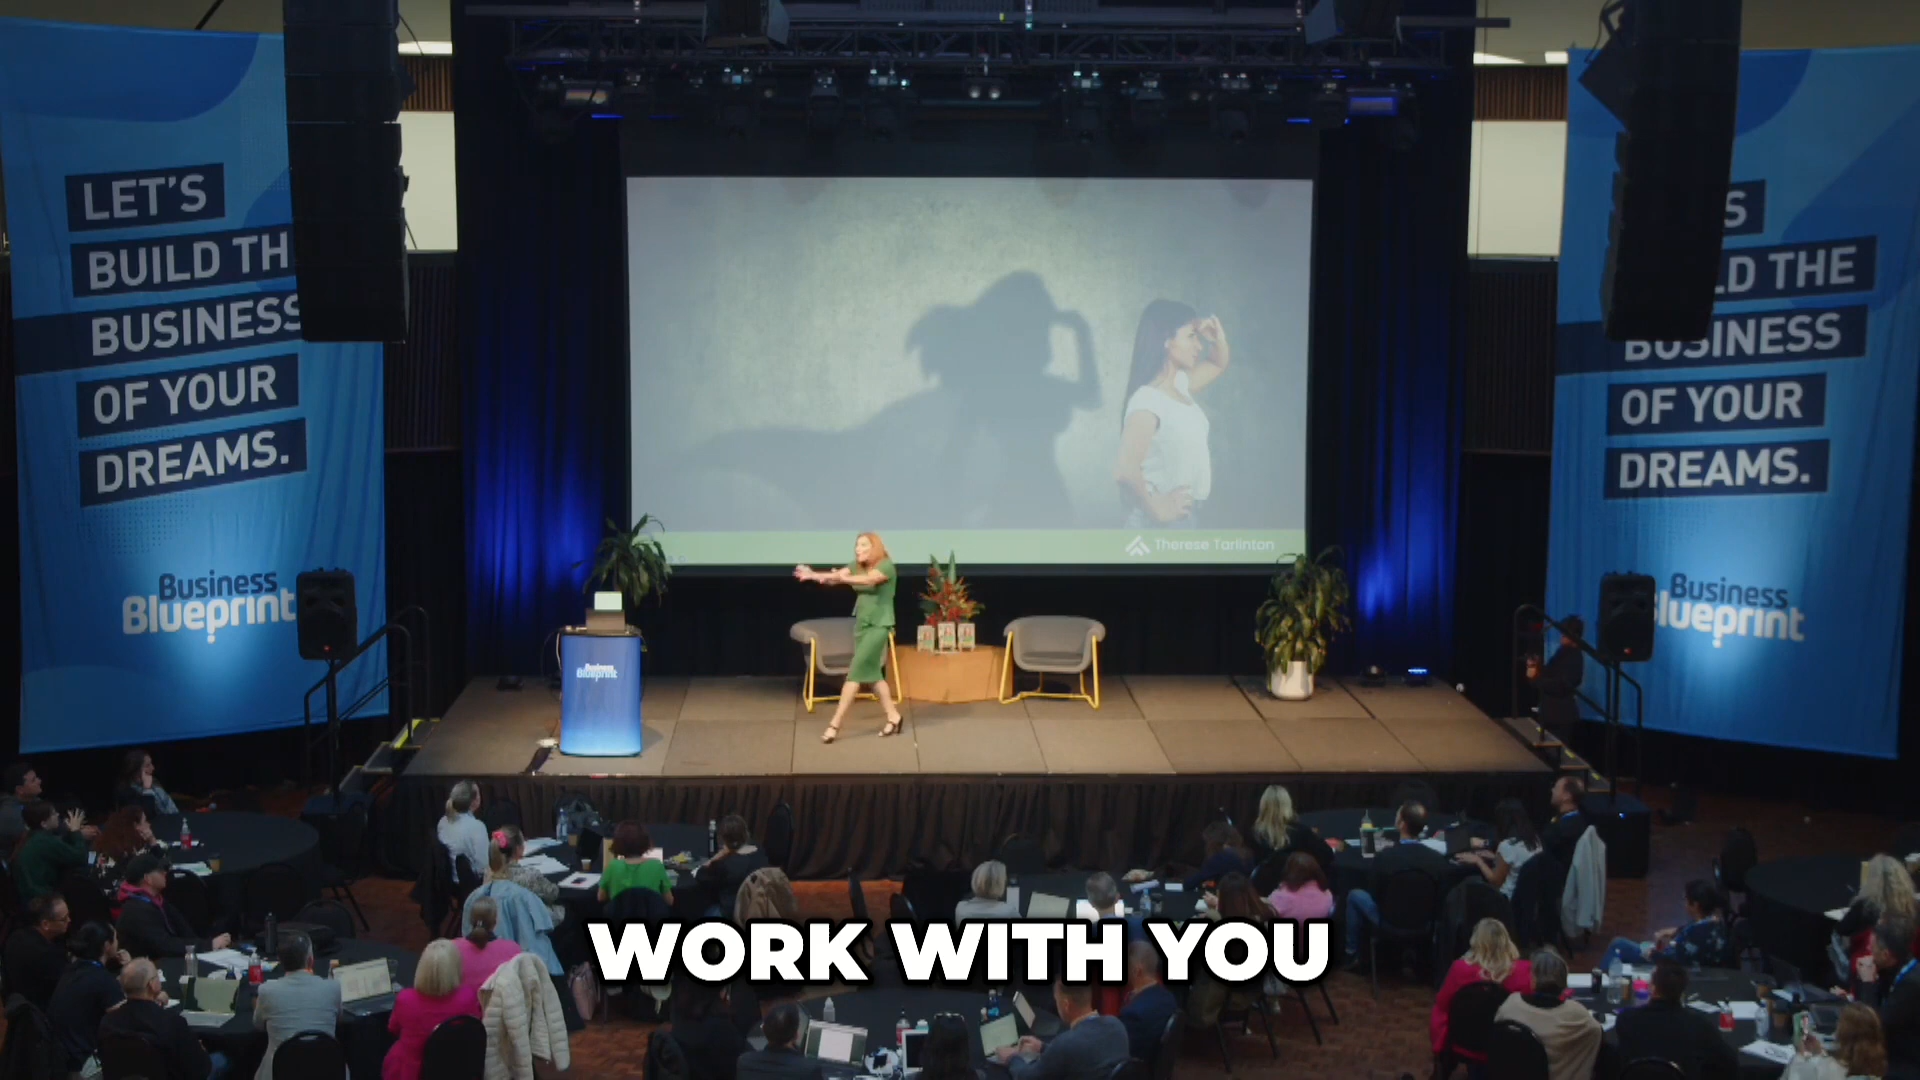 LET'S
BUILD TH
BUSINESS
OF YOUR
DREAMS.
Business
Blueprint
Therese Tarlinton
Business
Blueprint
S
LD THE
BUSINESS
OF YOUR
DREAMS.
Business
Blueprint
WORK WITH YOU